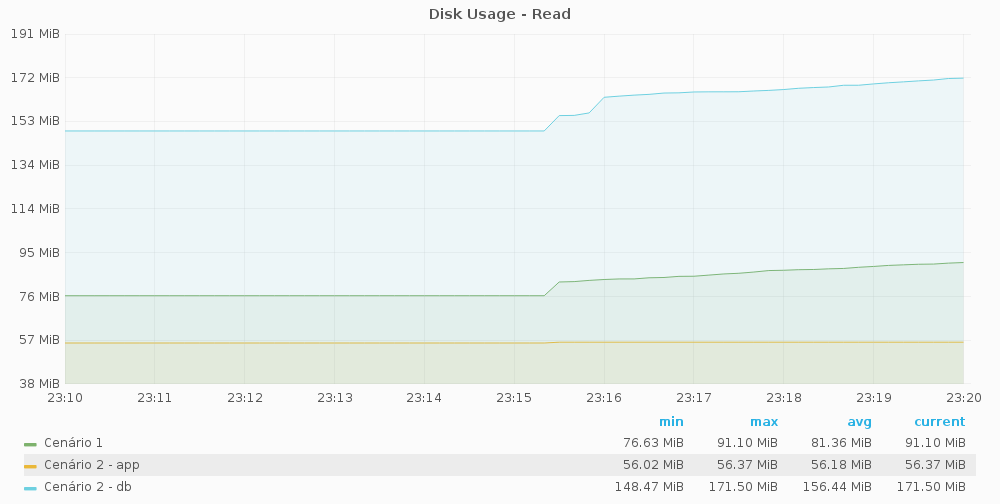 Disk Usage - Read
191 MiB
172 MiB
153 MiB
134 MiB
114 MiB
95 MiB
76 MiB
57 MiB
38 MiB
23:10 23:11 23:12 23:13 23:14 23:15 23:16 23:17 23:18 23:19 23:20
min max avg current
Cenário 1 76.63 MiB 91.10 MiB 81.36 MiB 91.10 MiB
Cenário 2 - app 56.02 MiB 56.37 MiB 56.18 MiB 56.37 MiB
Cenário 2 - db 148.47 MiB 171.50 MiB 156.44 MiB 171.50 MiB